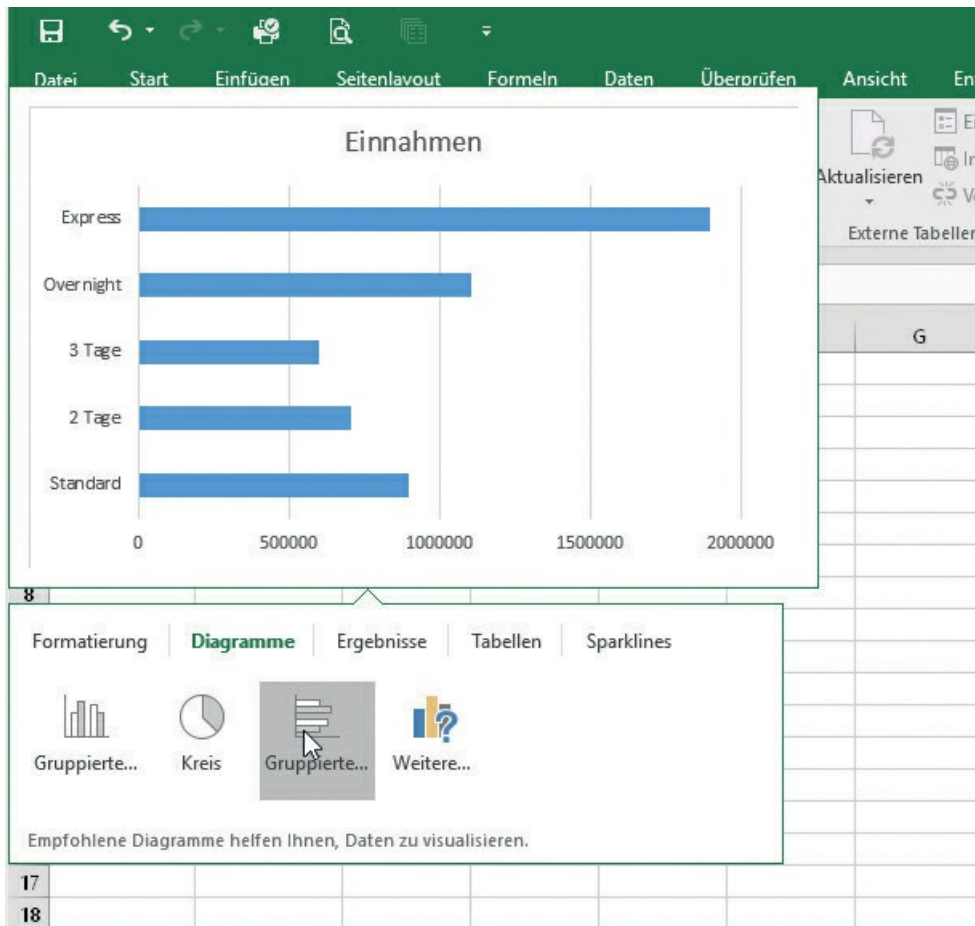 Datei Start Einfügen Seitenlayout Formeln Daten Überprüfen Ansicht
Aktualisieren
Externe Tabellen
Einnahmen
Express
Overnight
3 Tage
2 Tage
Standard
0 500000 1000000 1500000 2000000
G
8
Formatierung Diagramme Ergebnisse Tabellen Sparklines
Gruppierte... Kreis Gruppierte... Weitere...
Empfohlene Diagramme helfen Ihnen, Daten zu visualisieren.
17
18